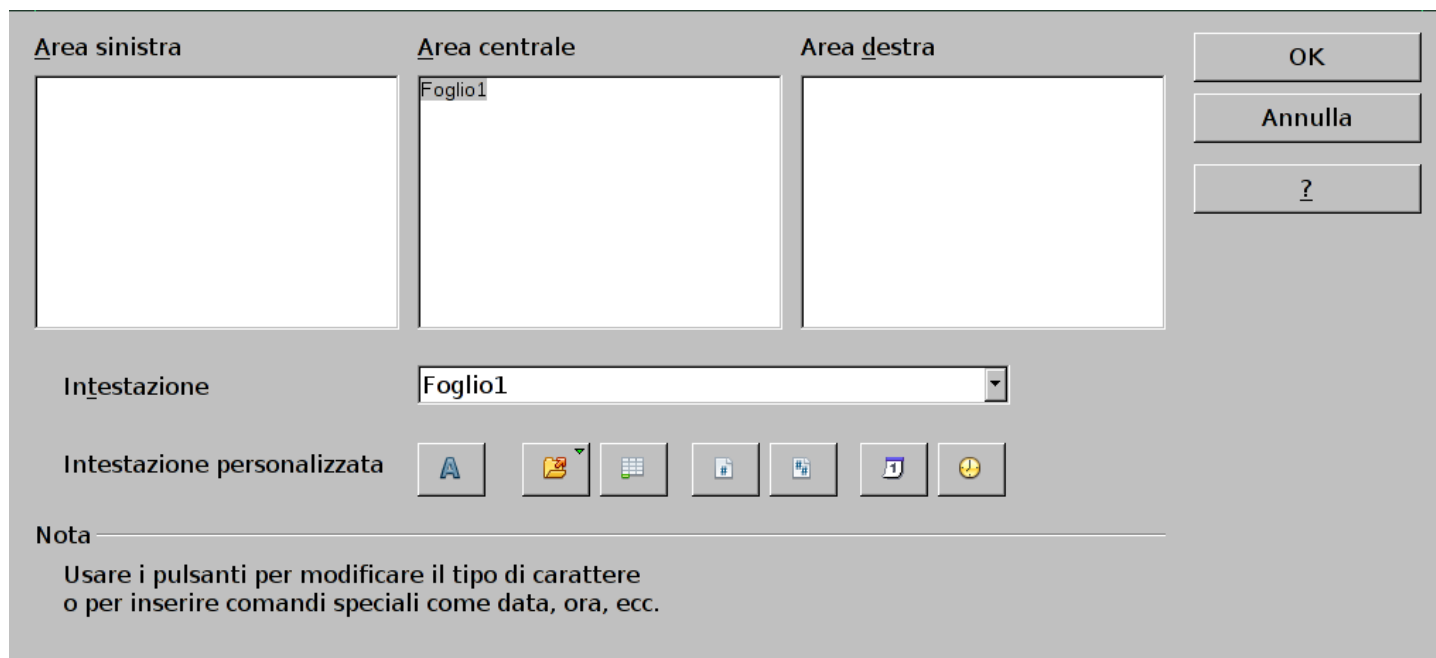 Area sinistra
Area centrale
Area destra
OK
Foglio1
Annulla
?
Intestazione
Foglio1
Intestazione personalizzata
Nota
Usare i pulsanti per modificare il tipo di carattere
o per inserire comandi speciali come data, ora, ecc.